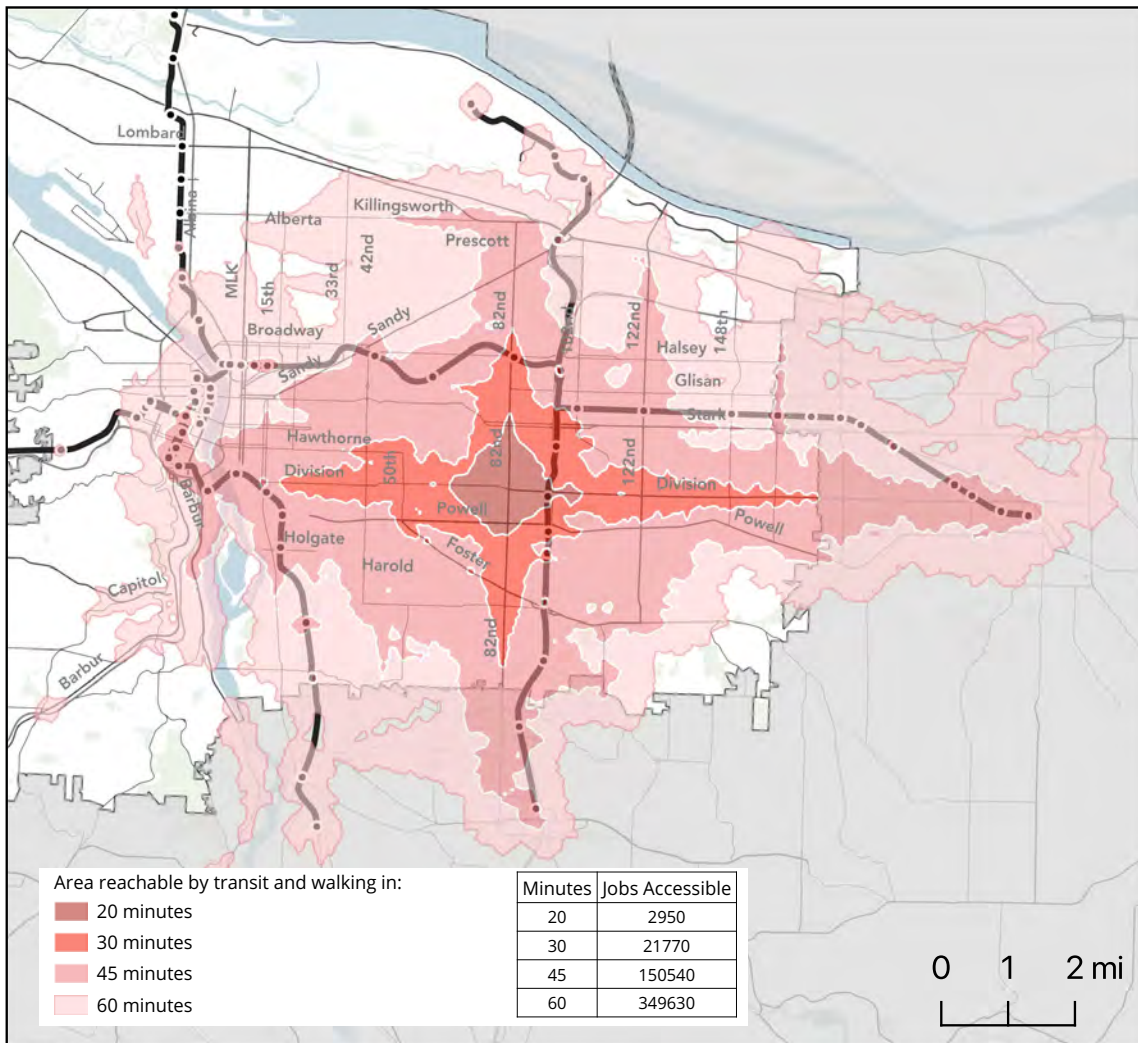 Lombard
Albina
Killingsworth
Alberta
Prescott
42nd
33rd
MLK
15th
82nd
122nd
148th
Sandy
Broadway
Halsey
Sandy
Glisan
Stark
Hawthorne
82nd
50th
122nd
Division
Division
Barbur
Powell
Powell
Holgate
Foster
Harold
Capitol
82nd
Barbur
Area reachable by transit and walking in:
20 minutes
30 minutes
45 minutes
60 minutes
Minutes Jobs Accessible
20 2950
30 21770
45 150540
60 349630
0 1 2 mi